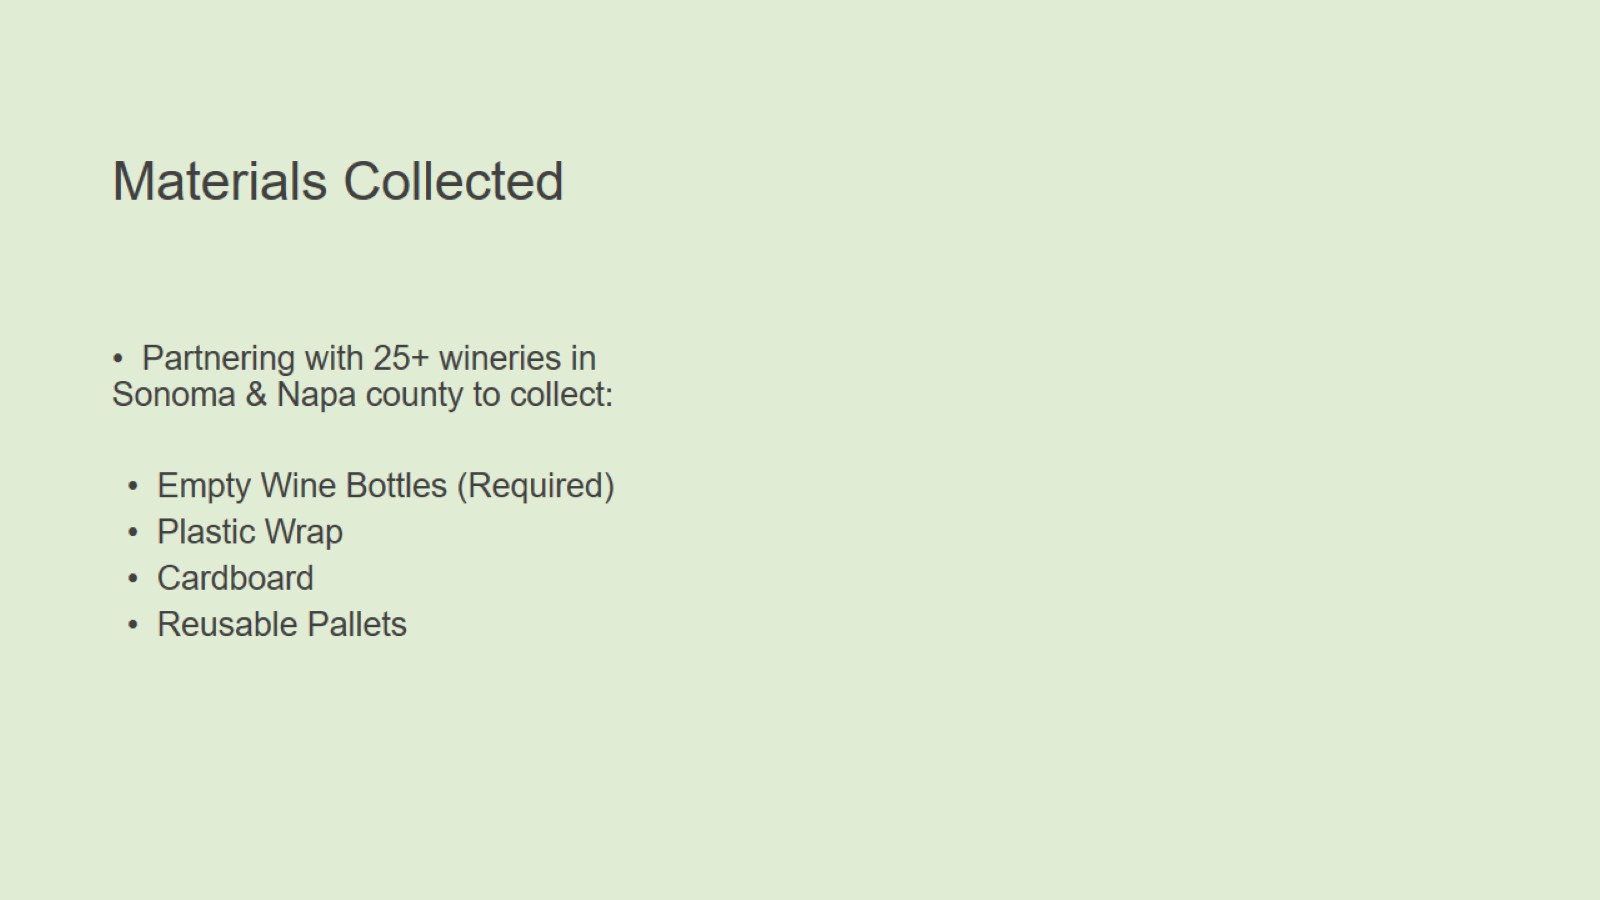 Materials Collected
• Partnering with 25+ wineries in
Sonoma & Napa county to collect:
• Empty Wine Bottles (Required)
• Plastic Wrap
• Cardboard
• Reusable Pallets